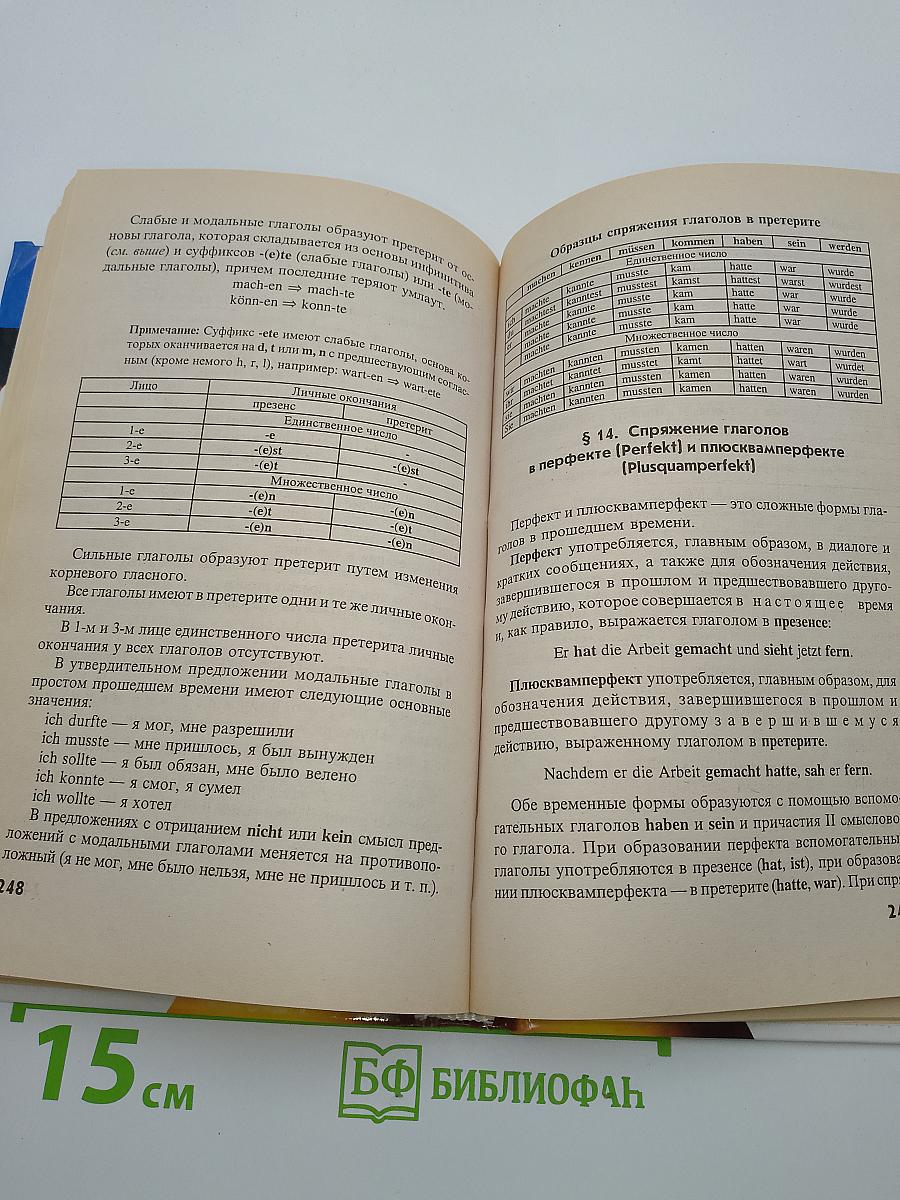 Слабые и модальные глаголы образуют претерит от ос-
новы глагола, которая складывается из основы инфинитива
(см. выше) и суффиксов -(e)te (слабые глаголы) или -te (мо-
дальные глаголы), причем последние теряют умлаут.
mach-en ⇒ mach-te
könn-en ⇒ konn-te
Примечание: Суффикс -ete имеют слабые глаголы, основа ко-
торых оканчивается на d, t или m, n с предшествующим соглас-
ным (кроме немого h, r, l), например: wart-en ⇒ wart-ete
Лицо Личные окончания
презенс претерит
Единственное число
1-е -e -
2-е -(e)st -(e)st
3-е -(e)t -
Множественное число
1-е -(e)n -(e)n
2-е -(e)t -(e)t
3-е -(e)n -(e)n
Сильные глаголы образуют претерит путем изменения
корневого гласного.
Все глаголы имеют в претерите одни и те же личные окон-
чания.
В 1-м и 3-м лице единственного числа претерита личные
окончания у всех глаголов отсутствуют.
В утвердительном предложении модальные глаголы в
простом прошедшем времени имеют следующие основные
значения:
ich durfte — я мог, мне разрешили
ich musste — мне пришлось, я был вынужден
ich sollte — я был обязан, мне было велено
ich konnte — я смог, я сумел
ich wollte — я хотел
В предложениях с отрицанием nicht или kein смысл пред-
ложений с модальными глаголами меняется на противопо-
ложный (я не мог, мне было нельзя, мне не пришлось и т. п.).
248
Образцы спряжения глаголов в претерите
machen kennen müssen kommen haben sein werden
Единственное число
machte kannte musste kam hatte war wurde
machtest kanntest musstest kamst hattest warst wurdest
machte kannte musste kam hatte war wurde
machte kannte musste kam hatte war wurde
machte
Множественное число
wir machten kannten mussten kamen hatten waren wurden
ihr machtet kanntet musstet kamt hattet wart wurdet
sie machten kannten mussten kamen hatten waren wurden
Sie machten kannten mussten kamen hatten waren wurden
§ 14. Спряжение глаголов
в перфекте (Perfekt) и плюсквамперфекте
(Plusquamperfekt)
Перфект и плюсквамперфект — это сложные формы гла-
голов в прошедшем времени.
Перфект употребляется, главным образом, в диалоге и
кратких сообщениях, а также для обозначения действия,
завершившегося в прошлом и предшествовавшего друго-
му действию, которое совершается в настоящее время
и, как правило, выражается глаголом в презенсе:
Er hat die Arbeit gemacht und sieht jetzt fern.
Плюсквамперфект употребляется, главным образом, для
обозначения действия, завершившегося в прошлом и
предшествовавшего другому завершившемуся
действию, выраженному глаголом в претерите.
Nachdem er die Arbeit gemacht hatte, sah er fern.
Обе временные формы образуются с помощью вспомо-
гательных глаголов haben и sein и причастия II смыслово-
го глагола. При образовании перфекта вспомогательны
глаголы употребляются в презенсе (hat, ist), при образова
нии плюсквамперфекта — в претерите (hatte, war). При спря
15 см
БФ БИБЛИОФАН